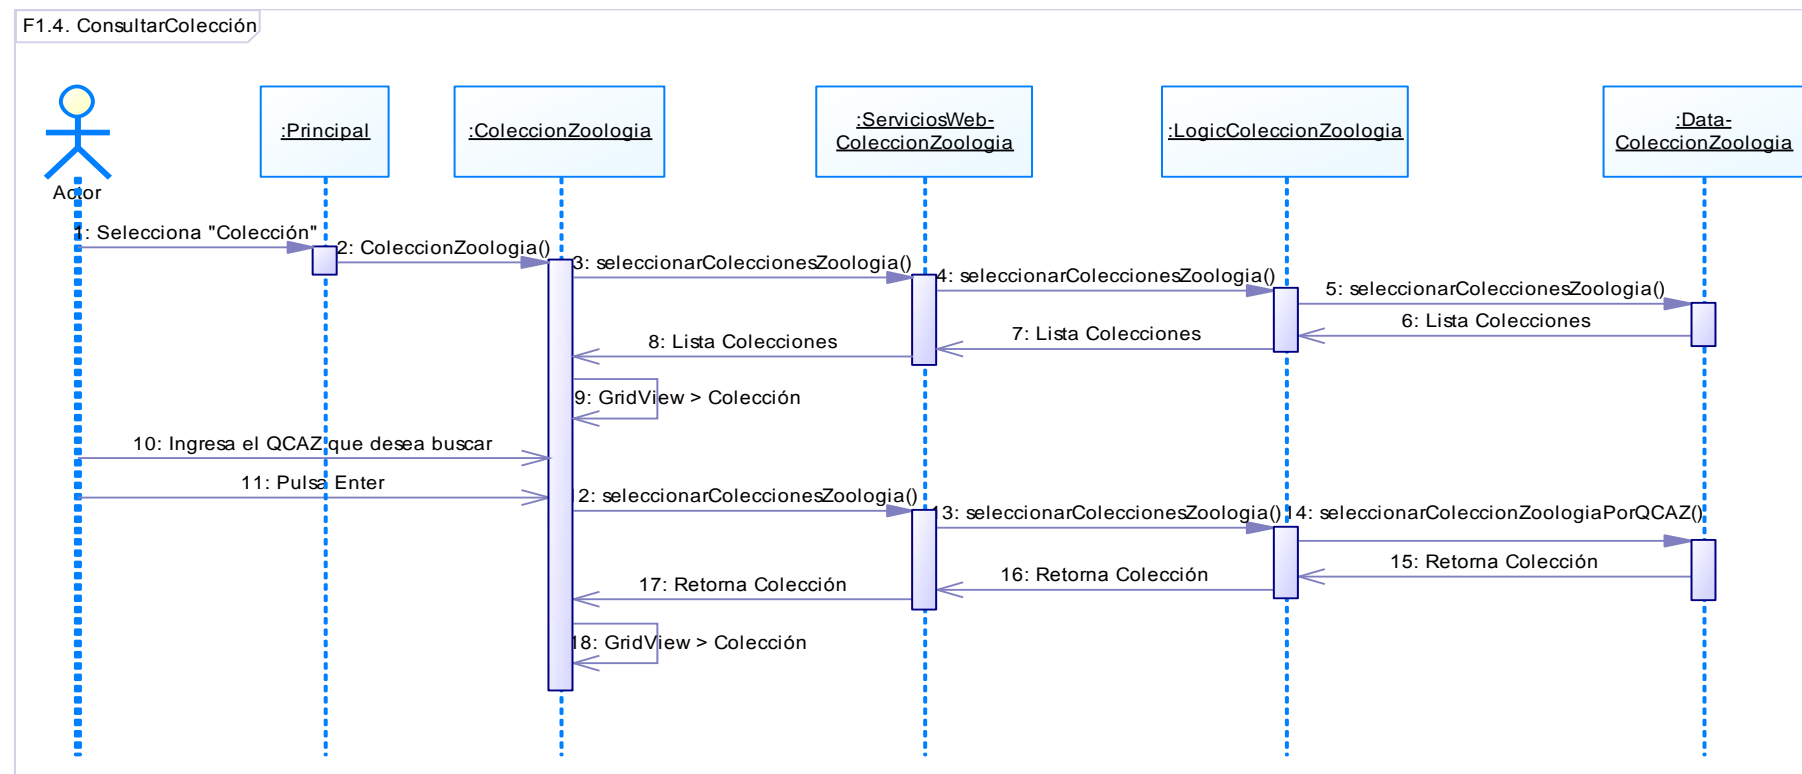 F1.4. ConsultarColección
Actor
:Principal
:ColeccionZoologia
:ServiciosWeb-
ColeccionZoologia
:LogicColeccionZoologia
:Data-
ColeccionZoologia
1: Selecciona "Colección"
2: ColeccionZoologia()
3: seleccionarColeccionesZoologia()
4: seleccionarColeccionesZoologia()
5: seleccionarColeccionesZoologia()
6: Lista Colecciones
7: Lista Colecciones
8: Lista Colecciones
9: GridView > Colección
10: Ingresa el QCAZ que desea buscar
11: Pulsa Enter
12: seleccionarColeccionesZoologia()
13: seleccionarColeccionesZoologia()
14: seleccionarColeccionZoologiaPorQCAZ()
15: Retorna Colección
16: Retorna Colección
17: Retorna Colección
18: GridView > Colección